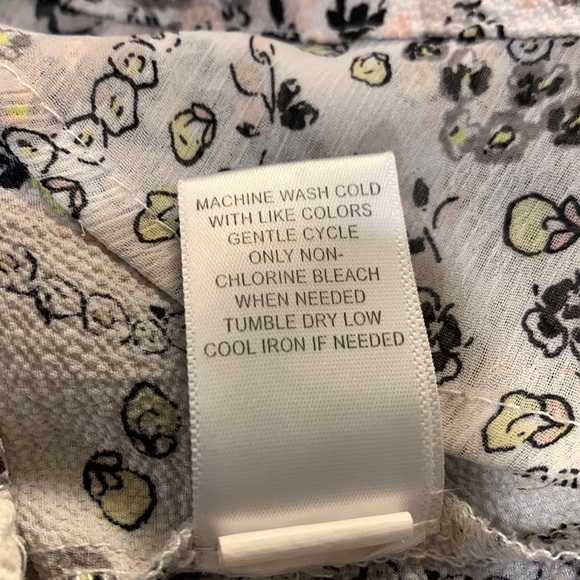 MACHINE WASH COLD
WITH LIKE COLORS
GENTLE CYCLE
ONLY NON-
CHLORINE BLEACH
WHEN NEEDED
TUMBLE DRY LOW
COOL IRON IF NEEDED